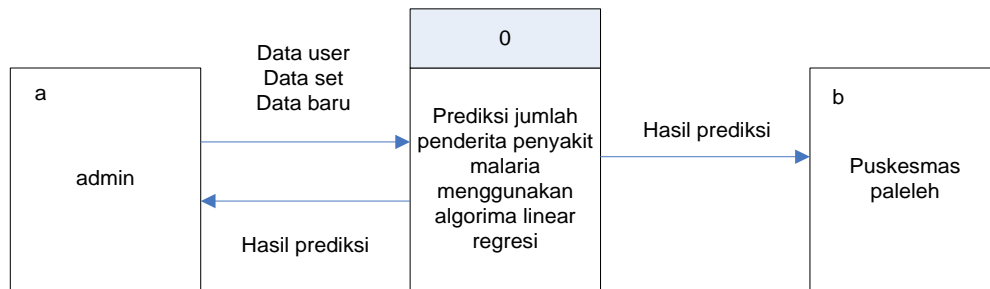 a
admin
Data user
Data set
Data baru
Hasil prediksi
0
Prediksi jumlah
penderita penyakit
malaria
menggunakan
algorima linear
regresi
Hasil prediksi
b
Puskesmas
paleleh